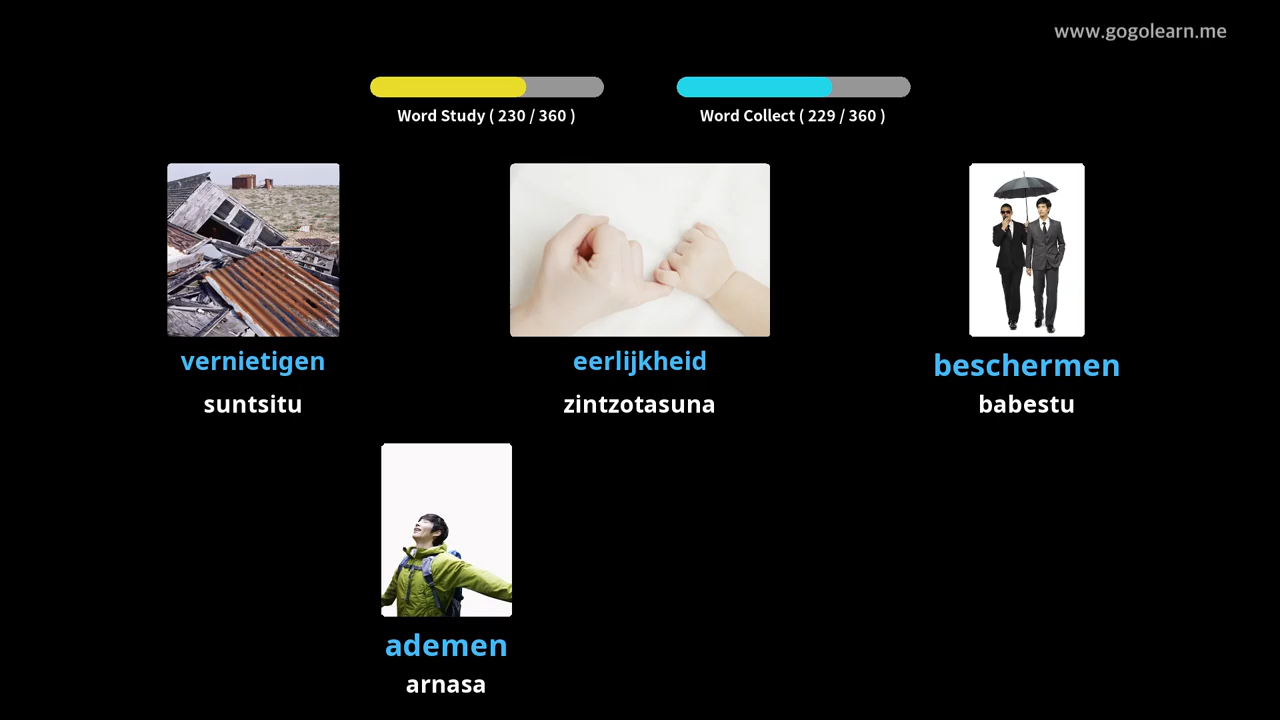 www.gogolearn.me
Word Study ( 230 / 360 )
Word Collect ( 229 / 360 )
vernietigen
suntsitu
eerlijkheid
zintzotasuna
beschermen
babestu
ademen
arnasa